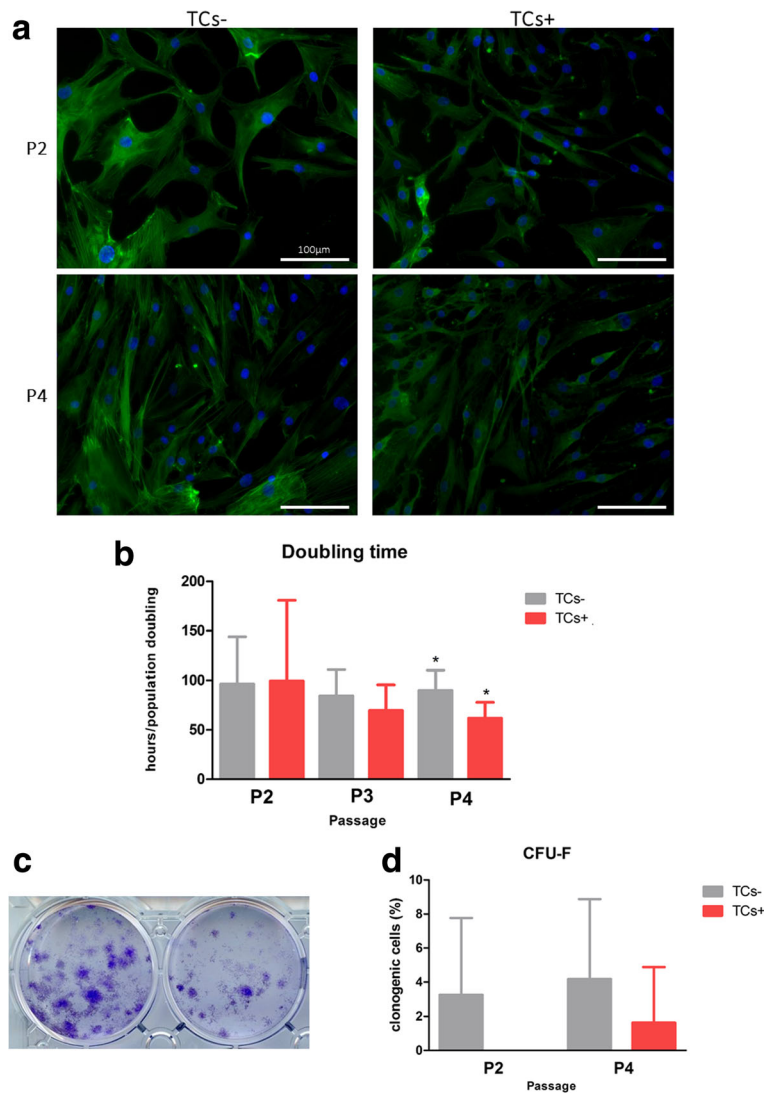 a
TCs-
TCs+
P2
100µm
P4
b
Doubling time
hours/population doubling
200
150
100
50
0
*
*
P2
P3
P4
Passage
TCs-
TCs+ .
c
d
CFU-F
clonogenic cells (%)
10
8
6
4
2
0
P2
P4
Passage
TCs-
TCs+